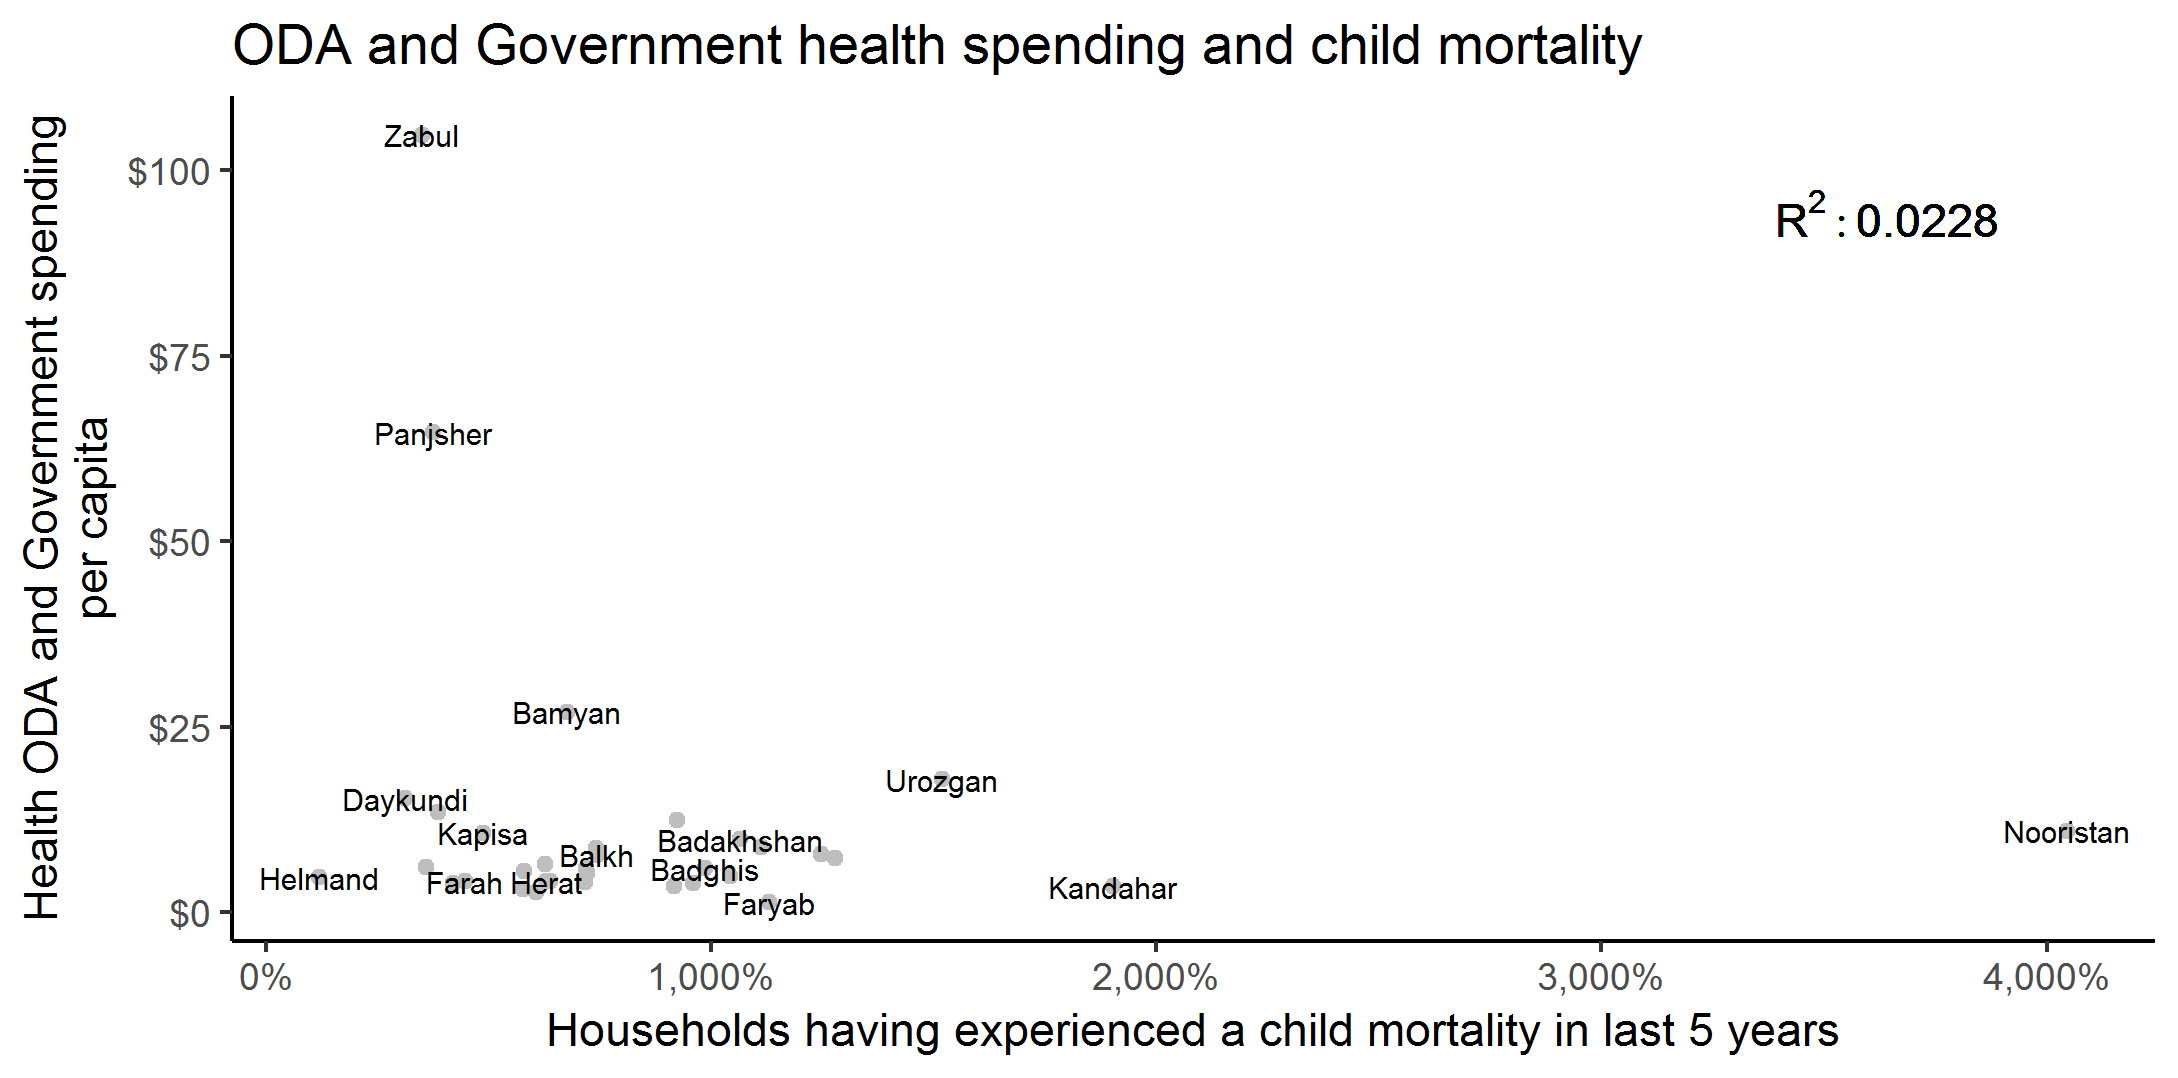 ODA and Government health spending and child mortality
Health ODA and Government spending
per capita
$100
$75
$50
$25
$0
R² : 0.0228
Zabul
Panjsher
Bamyan
Urozgan
Daykundi
Kapisa
Balkh
Badakhshan
Nooristan
Helmand
Farah
Herat
Badghis
Kandahar
Faryab
0%
1,000%
2,000%
3,000%
4,000%
Households having experienced a child mortality in last 5 years